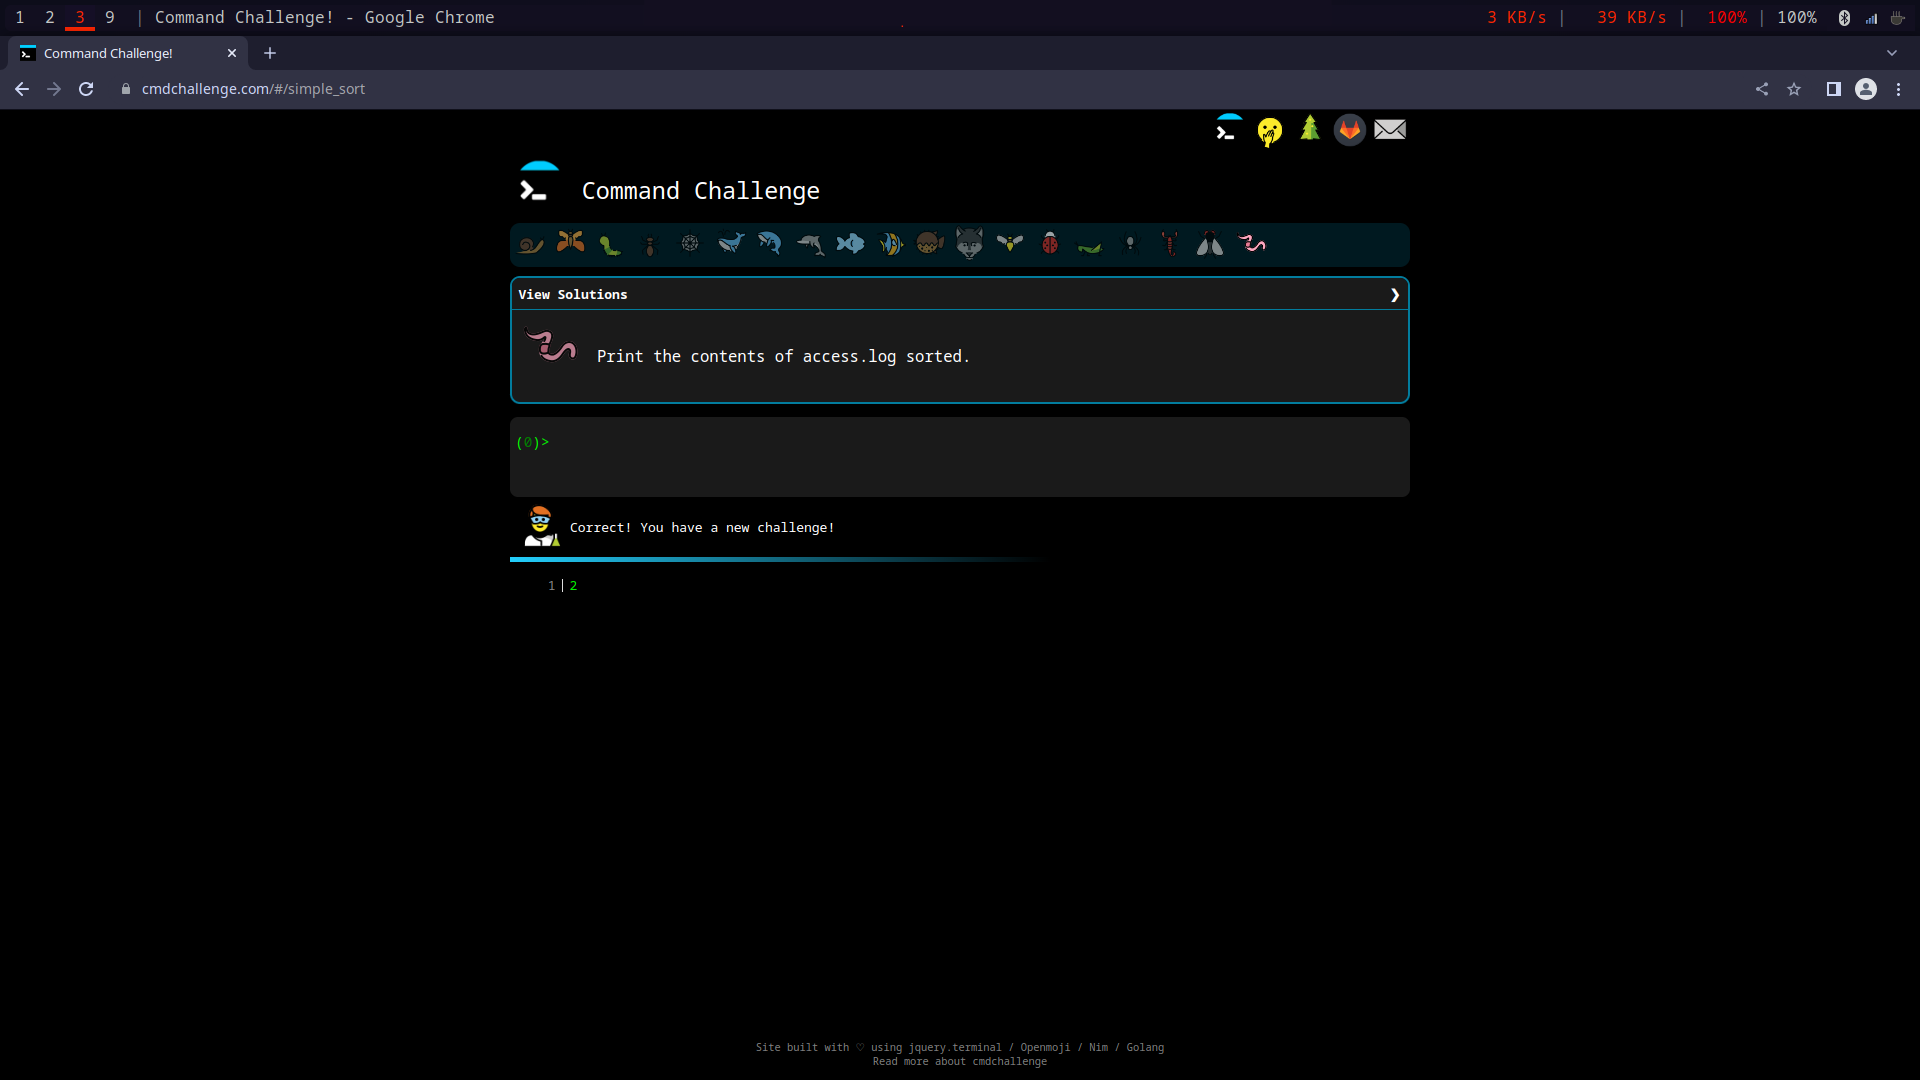 1 2 3 9 | Command Challenge! - Google Chrome 3 KB/s | 39 KB/s | 100% | 100%
Command Challenge!
cmdchallenge.com/#/simple_sort
Command Challenge
View Solutions
Print the contents of access.log sorted.
(0)>
Correct! You have a new challenge!
1 | 2
Site built with ♡ using jquery.terminal / Openmoji / Nim / Golang
Read more about cmdchallenge